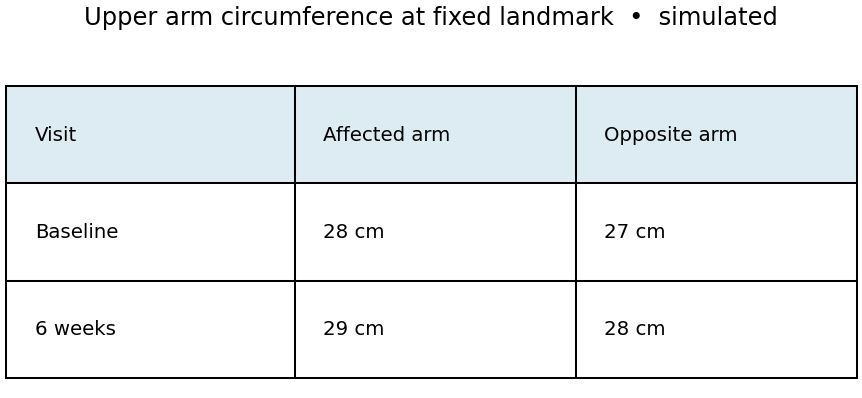 Upper arm circumference at fixed landmark • simulated
Visit Affected arm Opposite arm
Baseline 28 cm 27 cm
6 weeks 29 cm 28 cm